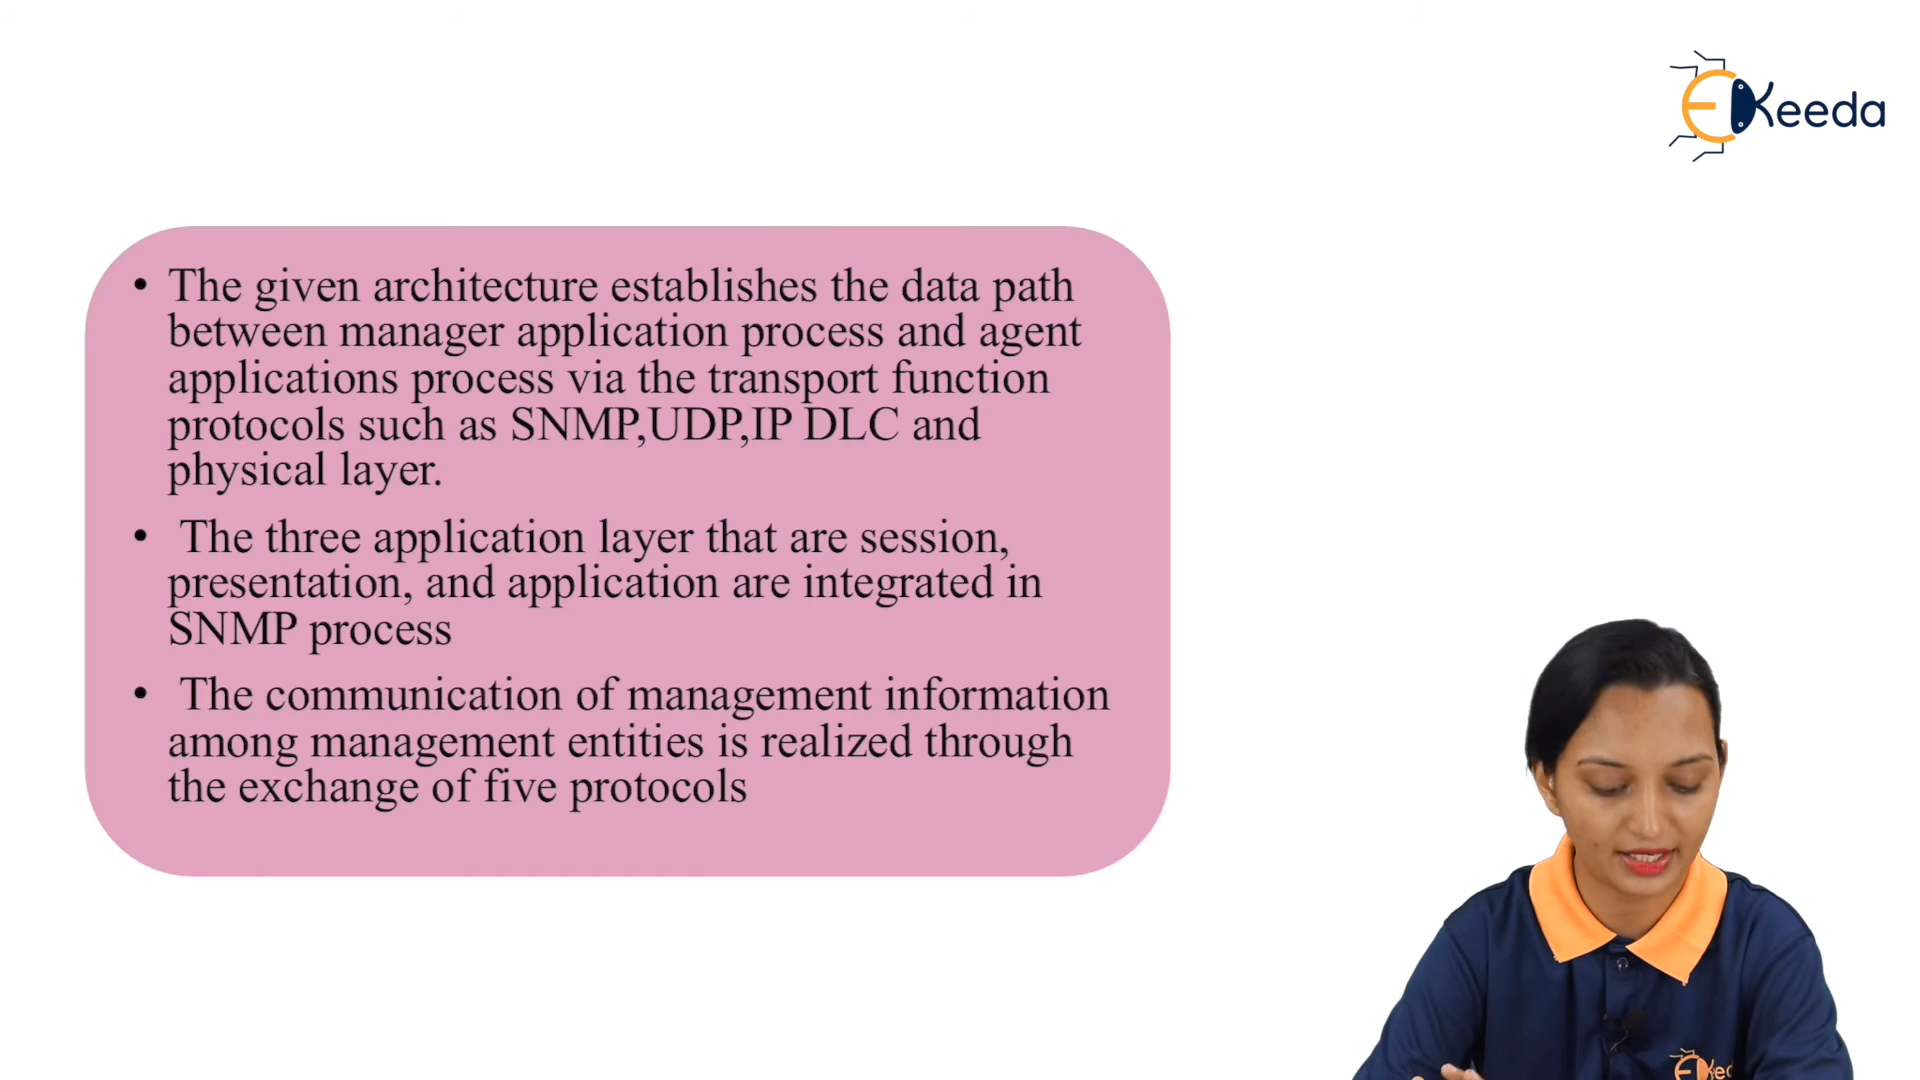 EKeeda
• The given architecture establishes the data path
between manager application process and agent
applications process via the transport function
protocols such as SNMP,UDP,IP DLC and
physical layer.
• The three application layer that are session,
presentation, and application are integrated in
SNMP process
• The communication of management information
among management entities is realized through
the exchange of five protocols